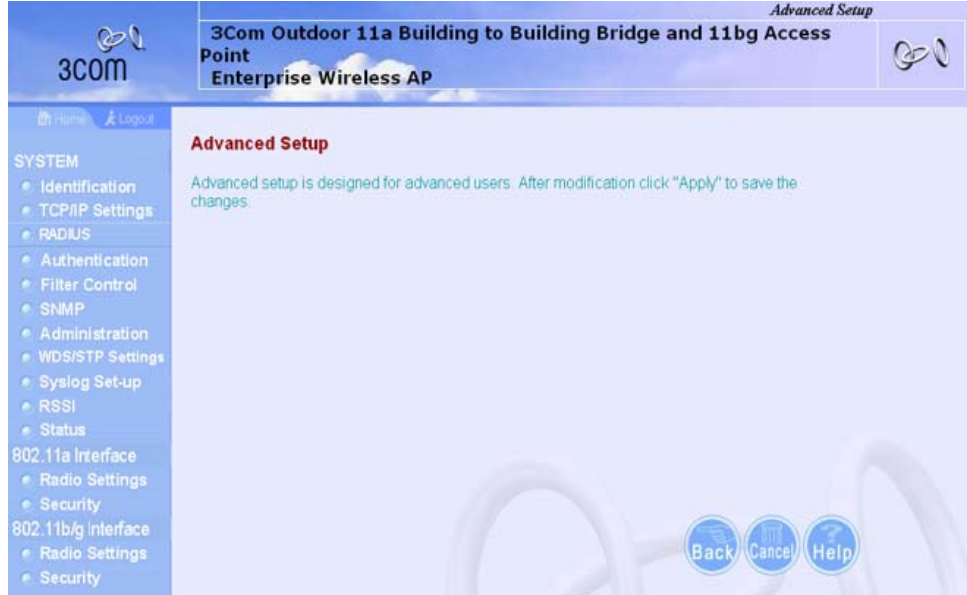 Advanced Setup
3Com Outdoor 11a Building to Building Bridge and 11bg Access
Point
Enterprise Wireless AP
3COM
Home
Logout
SYSTEM
Identification
TCP/IP Settings
RADIUS
Authentication
Filter Control
SNMP
Administration
WDS/STP Settings
Syslog Set-up
RSSI
Status
802.11a Interface
Radio Settings
Security
802.11b/g Interface
Radio Settings
Security
Advanced Setup
Advanced setup is designed for advanced users. After modification click "Apply" to save the
changes.
Back
Cancel
Help